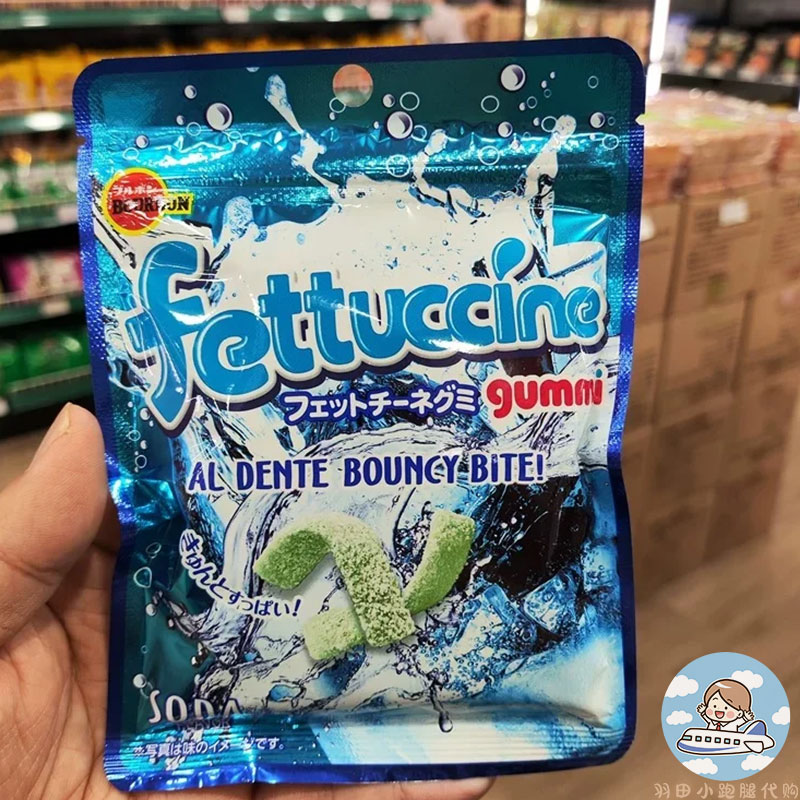 ブルボン
BOURBON
fettuccine
フェットチーネグミ gummi
AL DENTE BOUNCY BITE!
きゅんとすっぱい!
SODA
※写真は味のイメージです。
羽田小跑腿代购